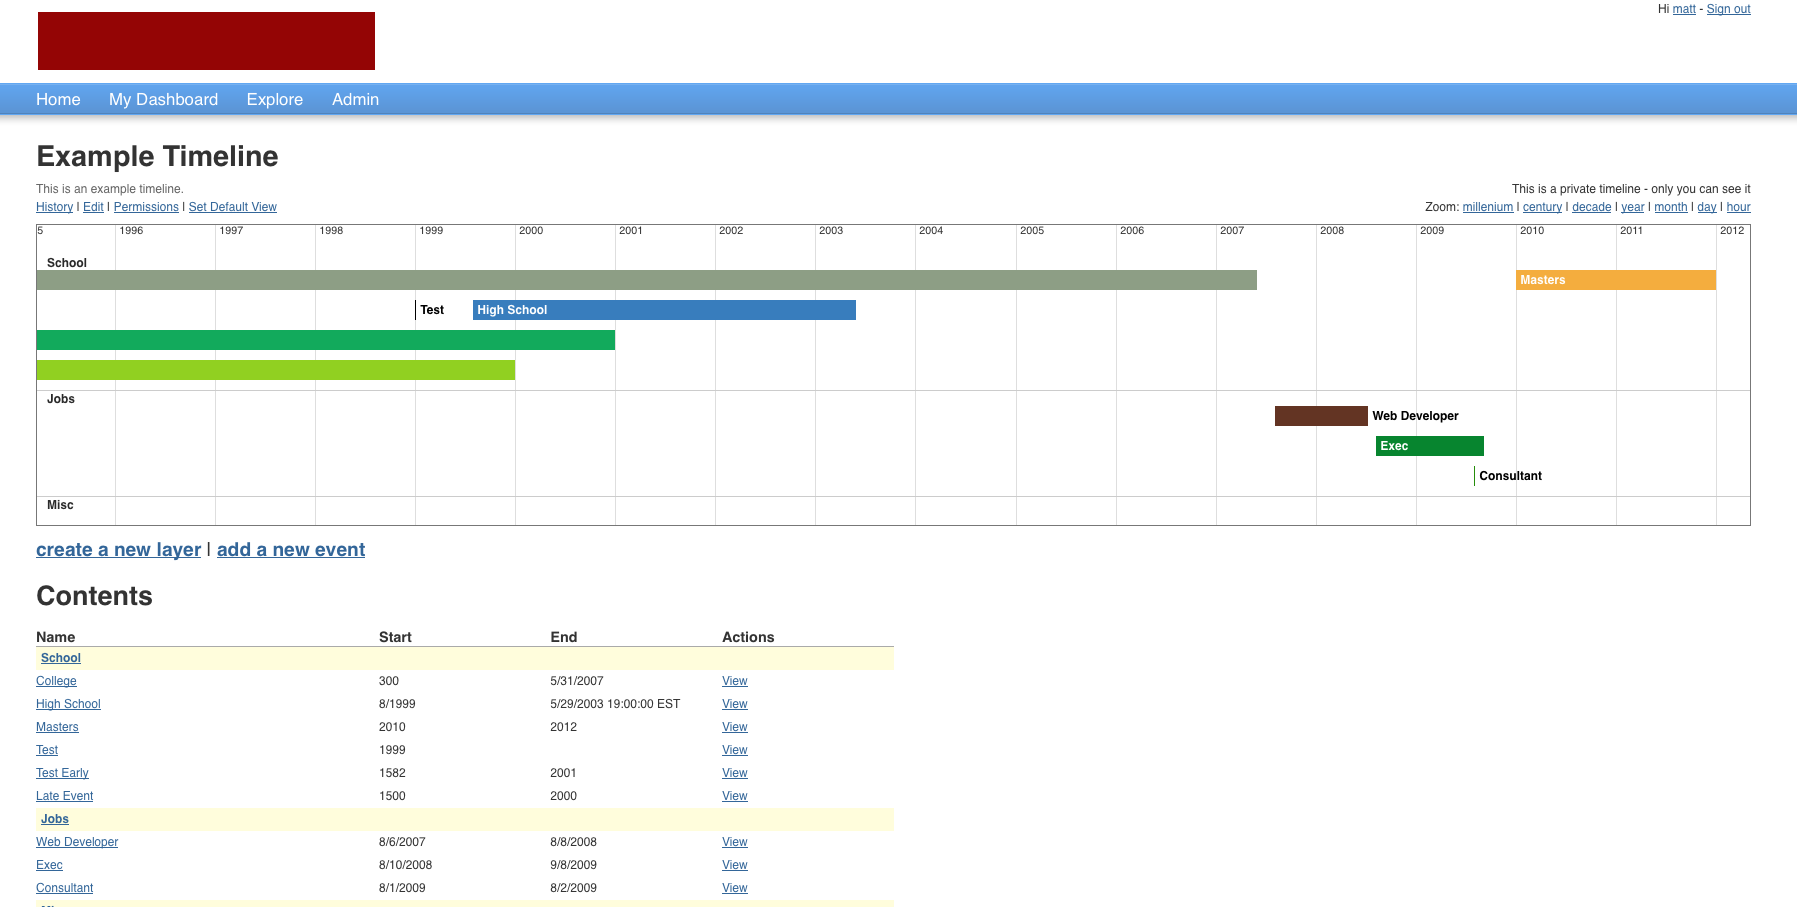 Hi matt - Sign out
Home My Dashboard Explore Admin
Example Timeline
This is an example timeline.
This is a private timeline - only you can see it
History | Edit | Permissions | Set Default View
Zoom: millenium | century | decade | year | month | day | hour
5 1996 1997 1998 1999 2000 2001 2002 2003 2004 2005 2006 2007 2008 2009 2010 2011 2012
School
Masters
Test High School
Jobs
Web Developer
Exec
Consultant
Misc
create a new layer | add a new event
Contents
Name Start End Actions
School
College 300 5/31/2007 View
High School 8/1999 5/29/2003 19:00:00 EST View
Masters 2010 2012 View
Test 1999 View
Test Early 1582 2001 View
Late Event 1500 2000 View
Jobs
Web Developer 8/6/2007 8/8/2008 View
Exec 8/10/2008 9/8/2009 View
Consultant 8/1/2009 8/2/2009 View